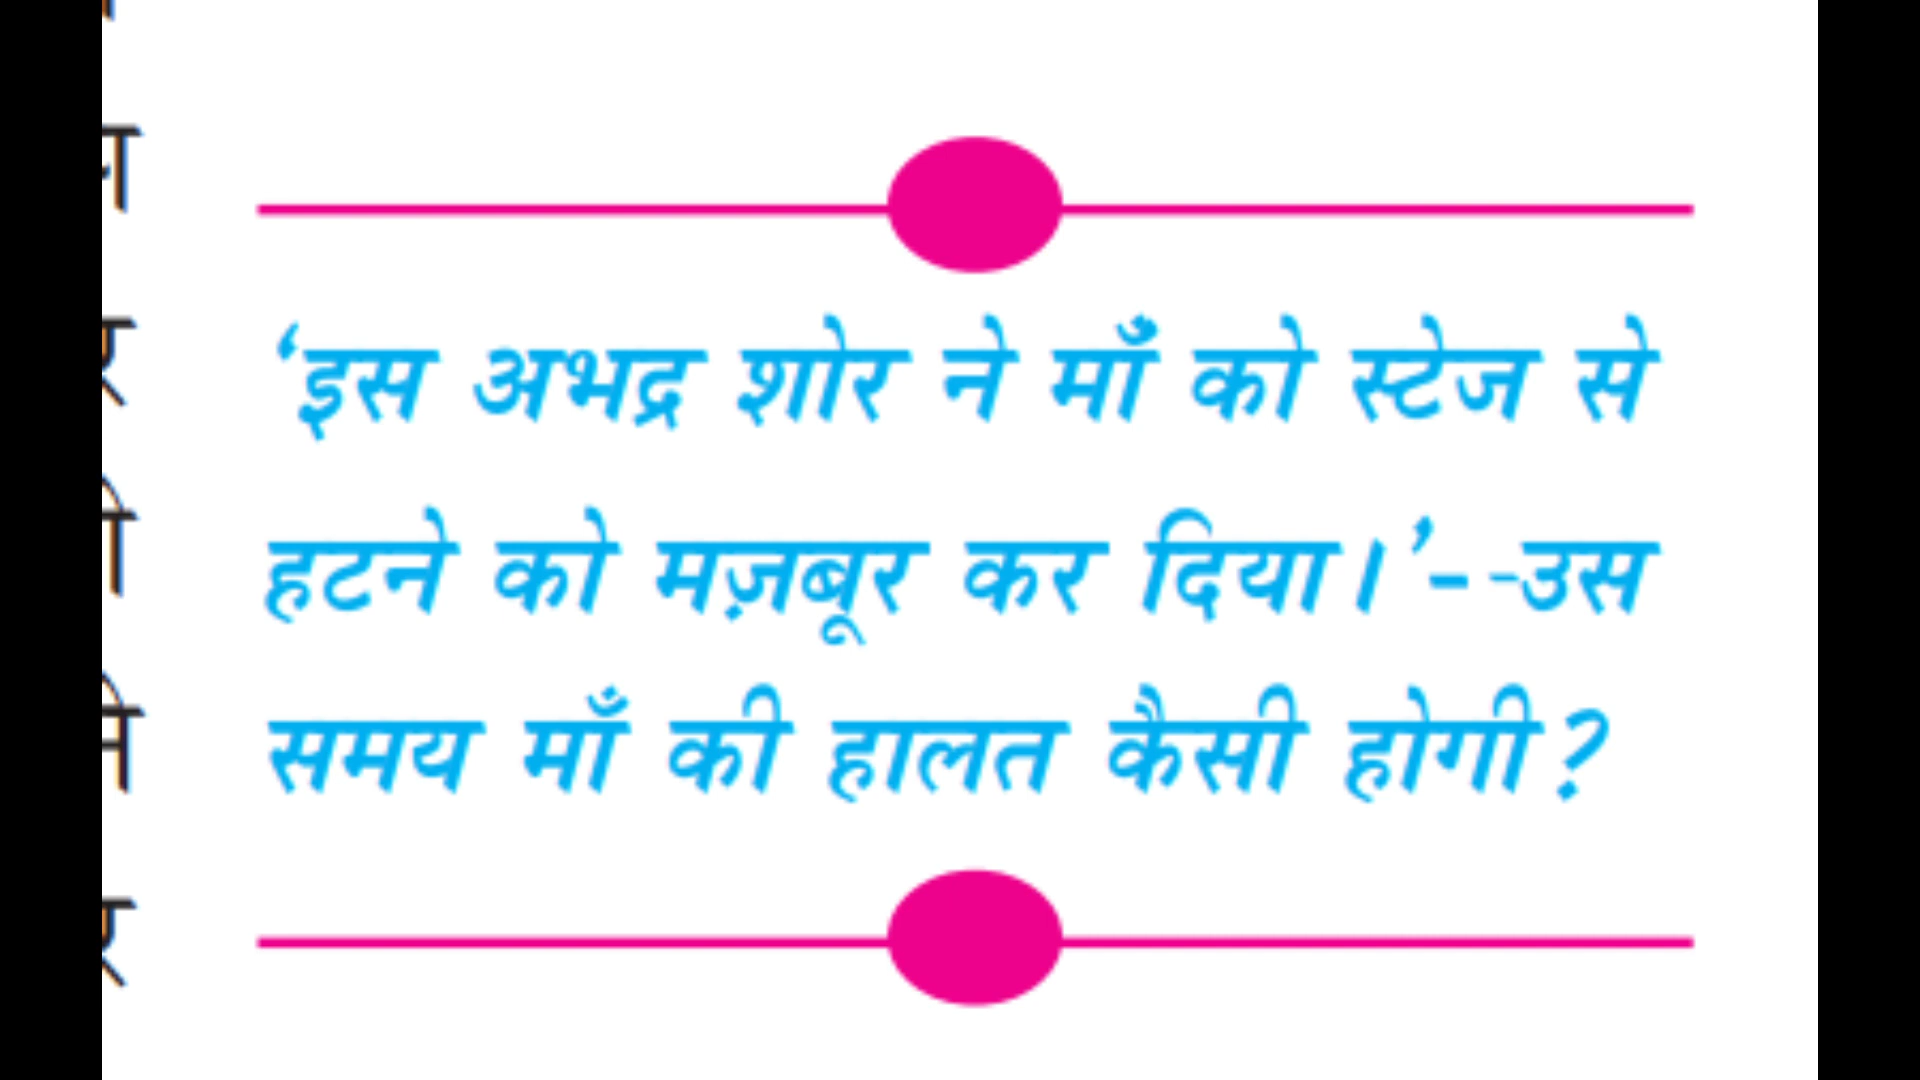 ‘इस अभद्र शोर ने माँ को स्टेज से
हटने को मज़बूर कर दिया।’--उस
समय माँ की हालत कैसी होगी?